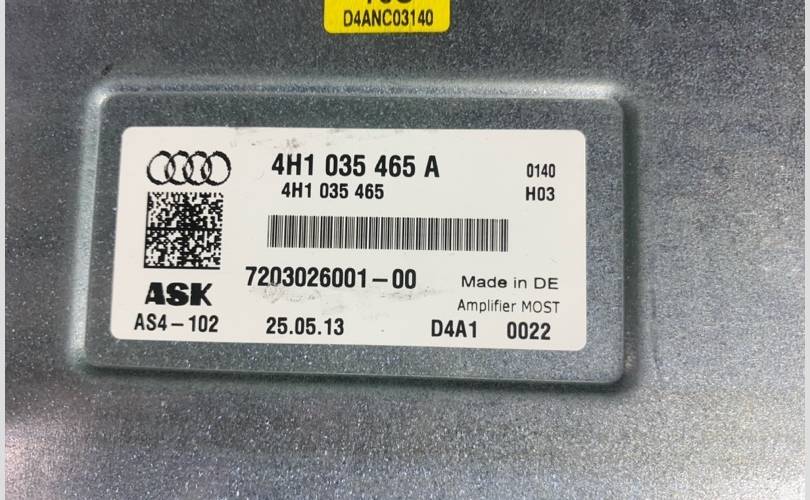 D4ANC03140
4H1 035 465 A 0140
4H1 035 465 H03
7203026001-00 Made in DE
ASK Amplifier MOST
AS4-102 25.05.13 D4A1 0022